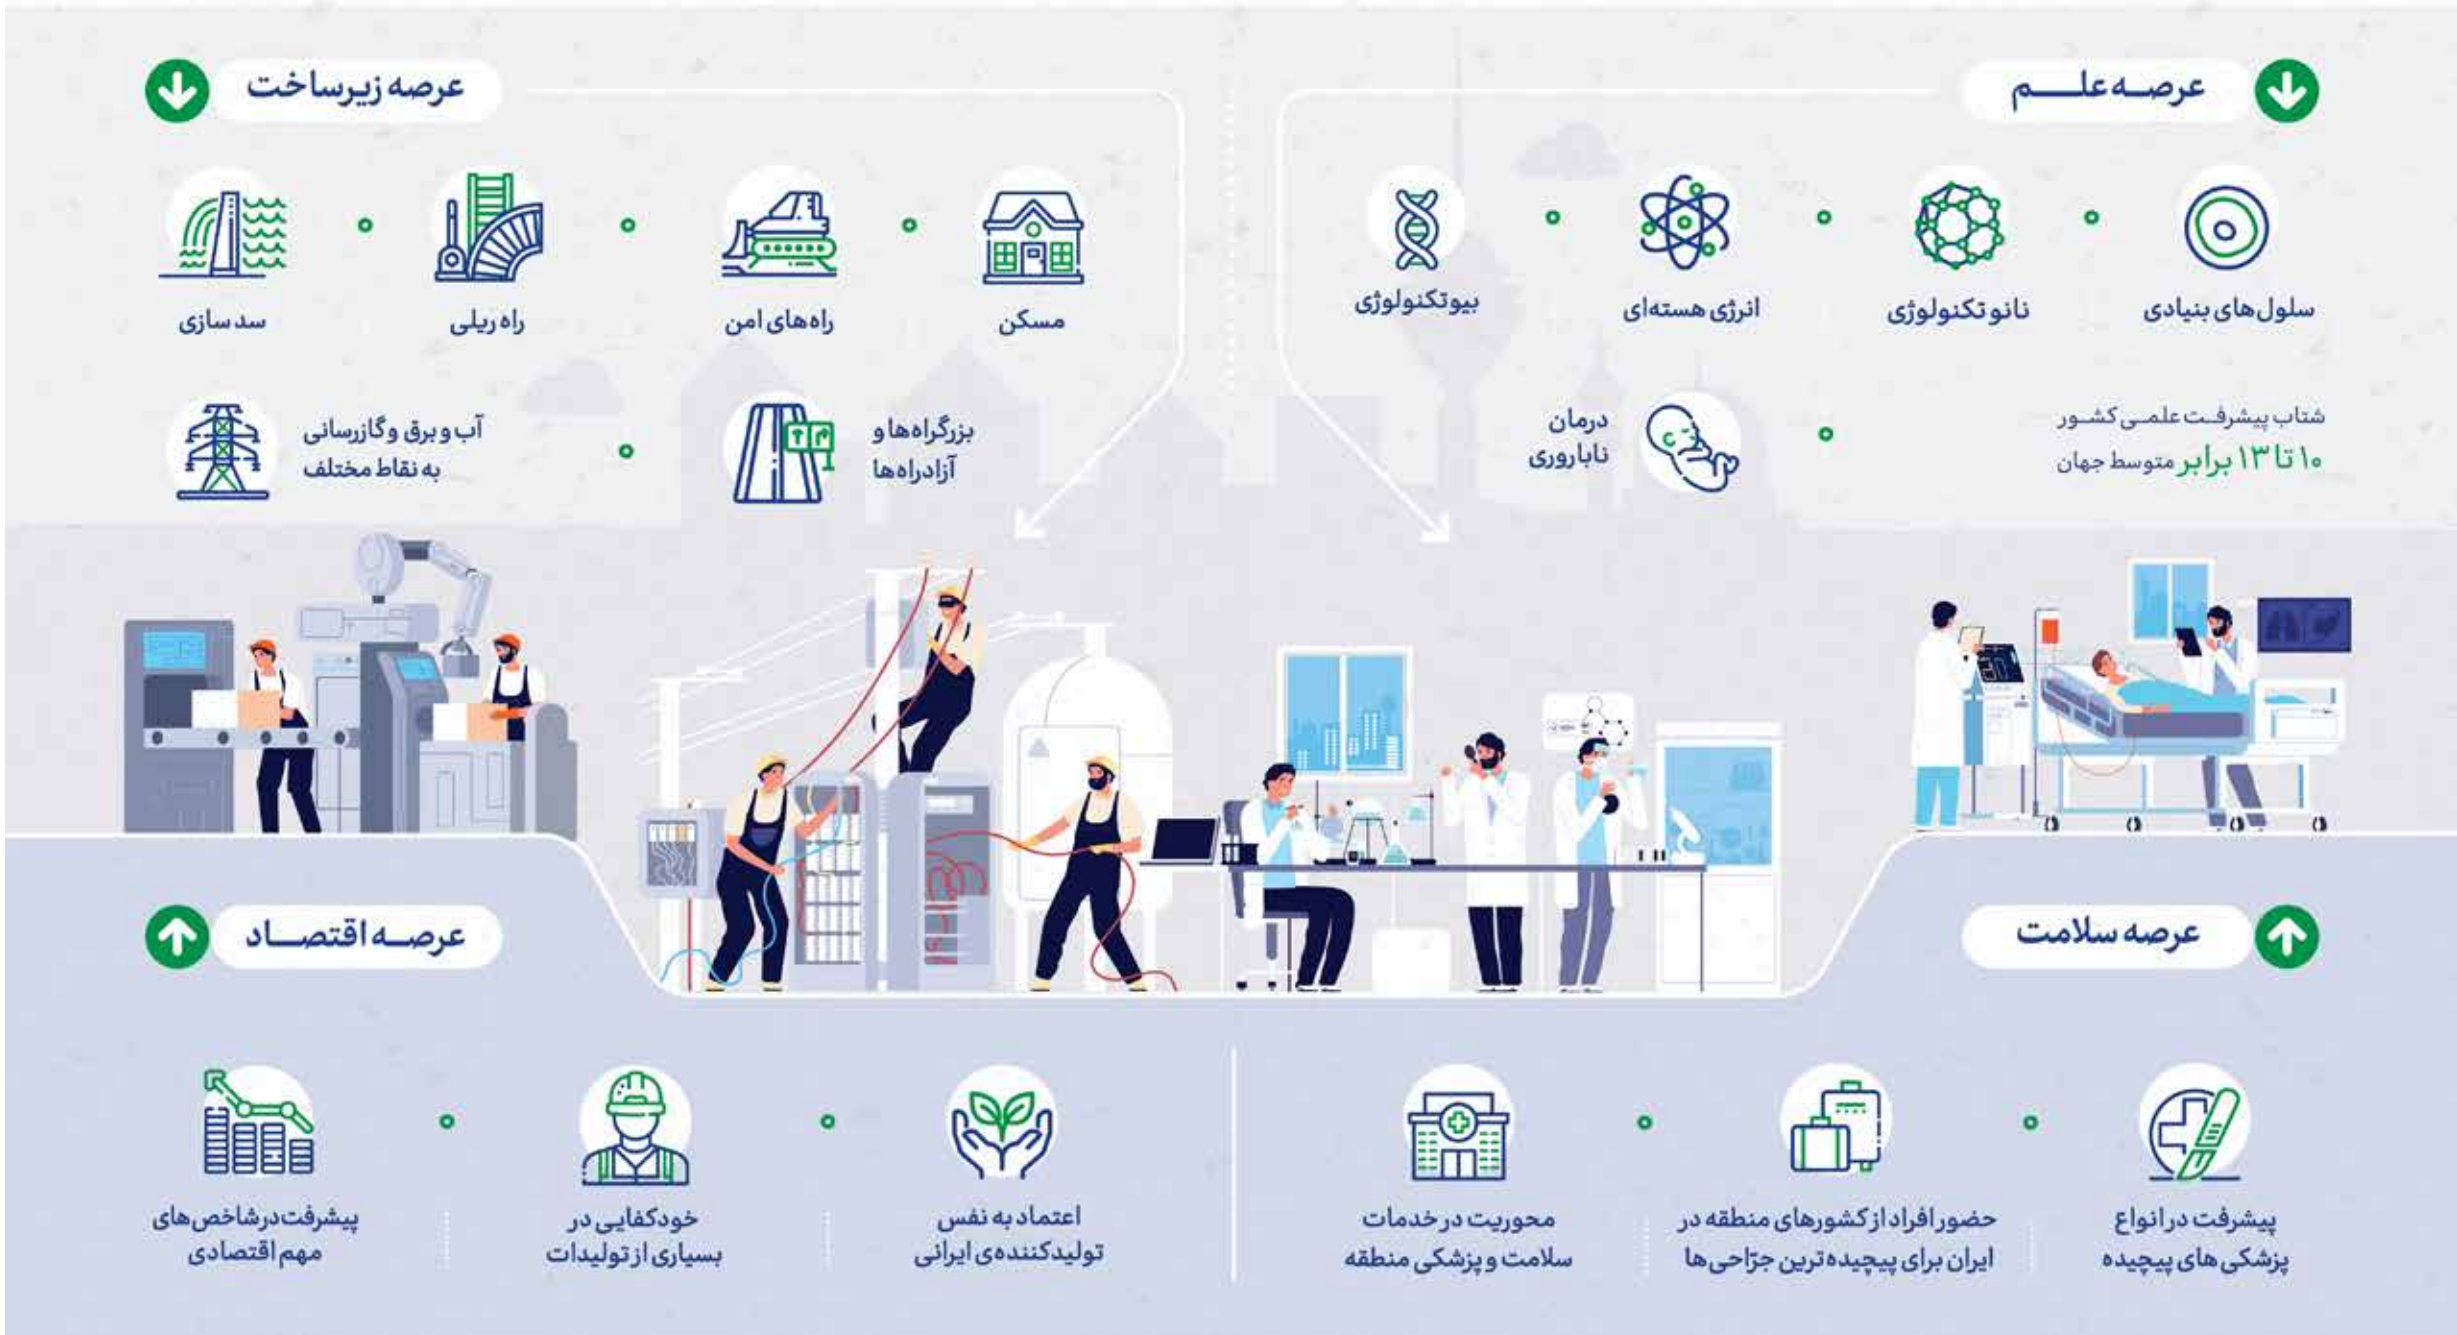 عرصه علم
سلول‌های بنیادی
نانو تکنولوژی
انرژی هسته‌ای
بیوتکنولوژی
شتاب پیشرفت علمی کشور
۱۰ تا ۱۳ برابر متوسط جهان
درمان
ناباروری
عرصه زیرساخت
مسکن
راه‌های امن
راه ریلی
سد سازی
بزرگراه‌ها و
آزادراه‌ها
آب و برق و گازرسانی
به نقاط مختلف
عرصه سلامت
پیشرفت در انواع
پزشکی های پیچیده
حضور افراد از کشورهای منطقه در
ایران برای پیچیده‌ترین جرّاحی‌ها
محوریت در خدمات
سلامت و پزشکی منطقه
عرصه اقتصاد
اعتماد به نفس
تولیدکننده‌ی ایرانی
خودکفایی در
بسیاری از تولیدات
پیشرفت در شاخص‌های
مهم اقتصادی